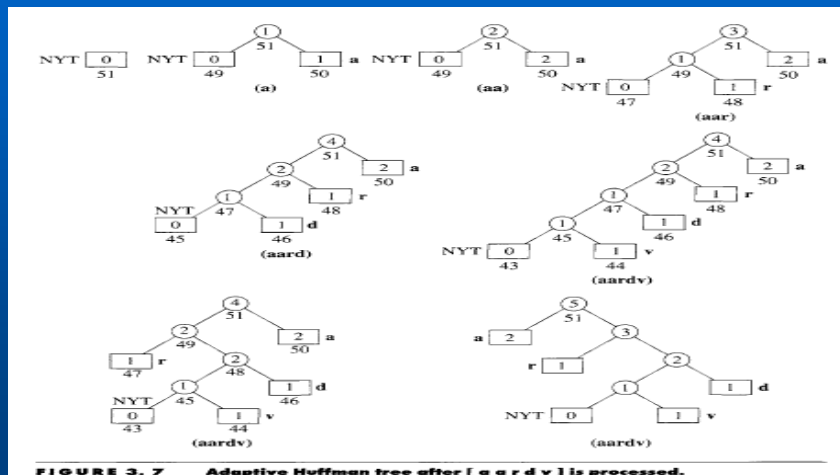 NYT 0 51
NYT 0 49 1 51 1 50 a
(a)
NYT 0 49 2 51 2 50 a
(aa)
3 51 2 50 a
1 49
NYT 0 47 1 48 r
(aar)
4 51
2 49 2 50 a
1 47 1 48 r
NYT 0 45 1 46 d
(aard)
4 51
2 49 2 50 a
1 47 1 48 r
1 45 1 46 d
NYT 0 43 1 44 v
(aardv)
4 51
2 49 2 50 a
1 47 r 2 48
1 45 1 46 d
NYT 0 43 1 44 v
(aardv)
5 51
a 2 3
r 1 2
1 1 d
NYT 0 1 v
(aardv)
FIGURE 3.7 Adaptive Huffman tree after [a a r d v] is processed.